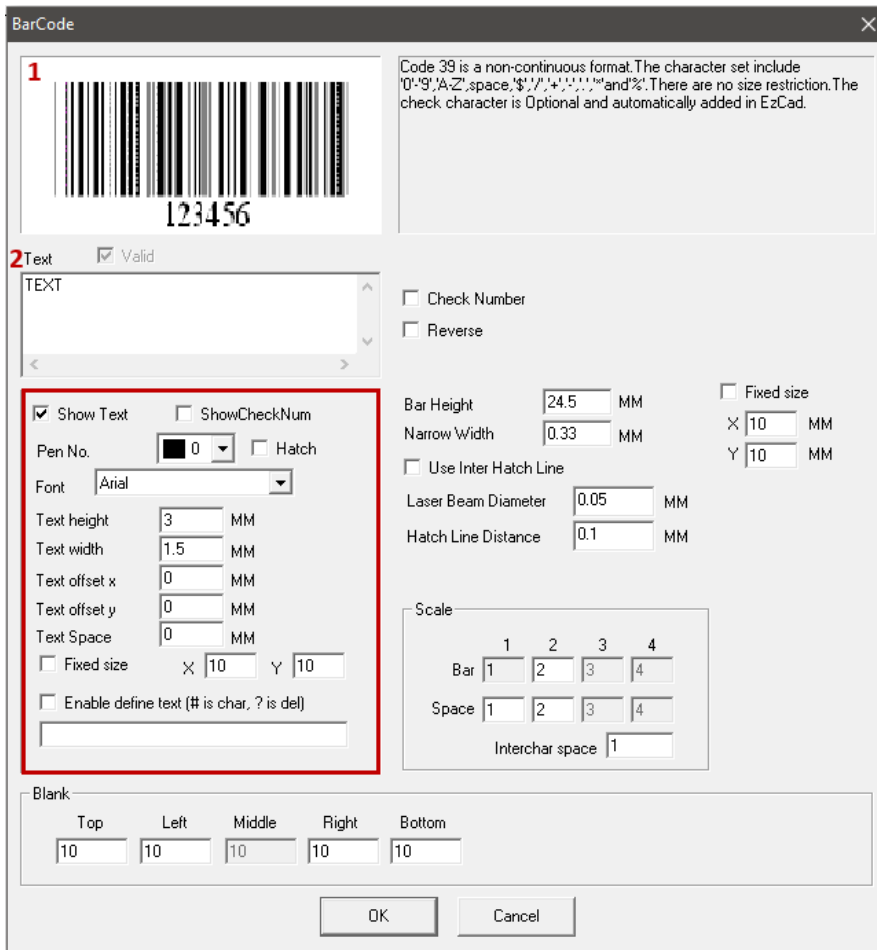 BarCode
1
123456
Code 39 is a non-continuous format.The character set include
'0'-'9','A-Z',space,'$','/','+','-','.','*'and'%'.There are no size restriction.The
check character is Optional and automatically added in EzCad.
2 Text Valid
TEXT
Check Number
Reverse
Show Text ShowCheckNum
Pen No. 0 Hatch
Font Arial
Text height 3 MM
Text width 1.5 MM
Text offset x 0 MM
Text offset y 0 MM
Text Space 0 MM
Fixed size X 10 Y 10
Enable define text (# is char, ? is del)
Bar Height 24.5 MM
Narrow Width 0.33 MM
Fixed size
X 10 MM
Y 10 MM
Use Inter Hatch Line
Laser Beam Diameter 0.05 MM
Hatch Line Distance 0.1 MM
Scale
1 2 3 4
Bar 1 2 3 4
Space 1 2 3 4
Interchar space 1
Blank
Top Left Middle Right Bottom
10 10 10 10 10
OK Cancel